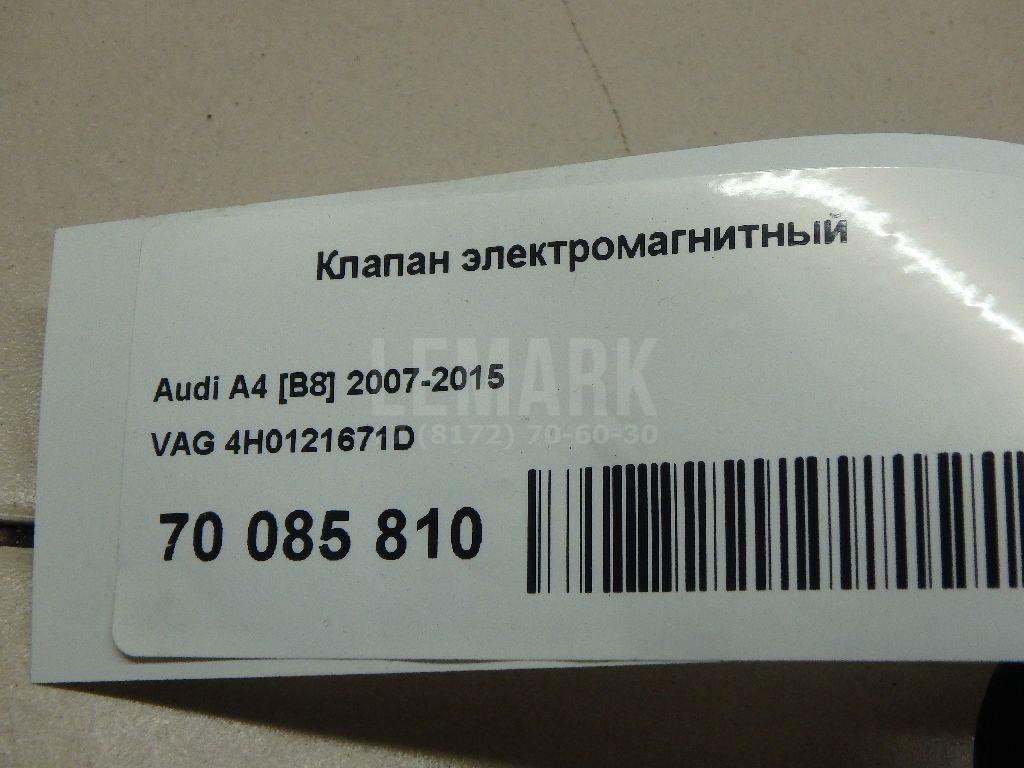 Клапан электромагнитный
LEMARK
Audi A4 [B8] 2007-2015
(8172) 70-60-30
VAG 4H0121671D
70 085 810